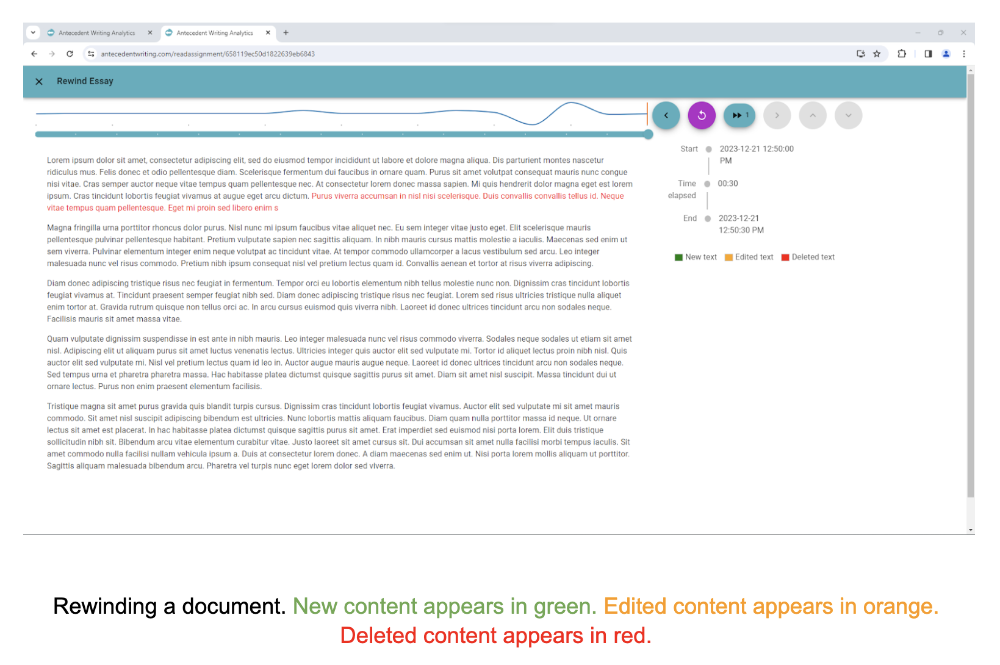 Antecedent Writing Analytics
Antecedent Writing Analytics
antecedentwriting.com/readassignment/658119ec50d1822639eb6843
Rewind Essay
1
Start
2023-12-21 12:50:00
PM
Time
elapsed
00:30
End
2023-12-21
12:50:30 PM
New text
Edited text
Deleted text
Lorem ipsum dolor sit amet, consectetur adipiscing elit, sed do eiusmod tempor incididunt ut labore et dolore magna aliqua. Dis parturient montes nascetur
ridiculus mus. Felis donec et odio pellentesque diam. Scelerisque fermentum dui faucibus in ornare quam. Purus sit amet volutpat consequat mauris nunc congue
nisi vitae. Cras semper auctor neque vitae tempus quam pellentesque nec. At consectetur lorem donec massa sapien. Mi quis hendrerit dolor magna eget est lorem
ipsum. Cras tincidunt lobortis feugiat vivamus at augue eget arcu dictum. Purus viverra accumsan in nisl nisi scelerisque. Duis convallis convallis tellus id. Neque
vitae tempus quam pellentesque. Eget mi proin sed libero enim s
Magna fringilla urna porttitor rhoncus dolor purus. Nisl nunc mi ipsum faucibus vitae aliquet nec. Eu sem integer vitae justo eget. Elit scelerisque mauris
pellentesque pulvinar pellentesque habitant. Pretium vulputate sapien nec sagittis aliquam. In nibh mauris cursus mattis molestie a iaculis. Maecenas sed enim ut
sem viverra. Pulvinar elementum integer enim neque volutpat ac tincidunt vitae. At tempor commodo ullamcorper a lacus vestibulum sed arcu. Leo integer
malesuada nunc vel risus commodo. Pretium nibh ipsum consequat nisl vel pretium lectus quam id. Convallis aenean et tortor at risus viverra adipiscing.
Diam donec adipiscing tristique risus nec feugiat in fermentum. Tempor orci eu lobortis elementum nibh tellus molestie nunc non. Dignissim cras tincidunt lobortis
feugiat vivamus at. Tincidunt praesent semper feugiat nibh sed. Diam donec adipiscing tristique risus nec feugiat. Lorem sed risus ultricies tristique nulla aliquet
enim tortor at. Gravida rutrum quisque non tellus orci ac. In arcu cursus euismod quis viverra nibh. Laoreet id donec ultrices tincidunt arcu non sodales neque.
Facilisis mauris sit amet massa vitae.
Quam vulputate dignissim suspendisse in est ante in nibh mauris. Leo integer malesuada nunc vel risus commodo viverra. Sodales neque sodales ut etiam sit amet
nisl. Adipiscing elit ut aliquam purus sit amet luctus venenatis lectus. Ultricies integer quis auctor elit sed vulputate mi. Tortor id aliquet lectus proin nibh nisl. Quis
auctor elit sed vulputate mi. Nisl vel pretium lectus quam id leo in. Auctor augue mauris augue neque. Laoreet id donec ultrices tincidunt arcu non sodales neque.
Sed tempus urna et pharetra pharetra massa. Hac habitasse platea dictumst quisque sagittis purus sit amet. Diam sit amet nisl suscipit. Massa tincidunt dui ut
ornare lectus. Purus non enim praesent elementum facilisis.
Tristique magna sit amet purus gravida quis blandit turpis cursus. Dignissim cras tincidunt lobortis feugiat vivamus. Auctor elit sed vulputate mi sit amet mauris
commodo. Sit amet nisl suscipit adipiscing bibendum est ultricies. Nunc lobortis mattis aliquam faucibus. Diam quam nulla porttitor massa id neque. Ut ornare
lectus sit amet est placerat. In hac habitasse platea dictumst quisque sagittis purus sit amet. Erat imperdiet sed euismod nisi porta lorem. Elit duis tristique
sollicitudin nibh sit. Bibendum arcu vitae elementum curabitur vitae. Justo laoreet sit amet cursus sit. Dui accumsan sit amet nulla facilisi morbi tempus iaculis. Sit
amet commodo nulla facilisi nullam vehicula ipsum a. Duis at consectetur lorem donec. A diam maecenas sed enim ut. Nisi porta lorem mollis aliquam ut porttitor.
Sagittis aliquam malesuada bibendum arcu. Pharetra vel turpis nunc eget lorem dolor sed viverra.
Rewinding a document. New content appears in green. Edited content appears in orange.
Deleted content appears in red.